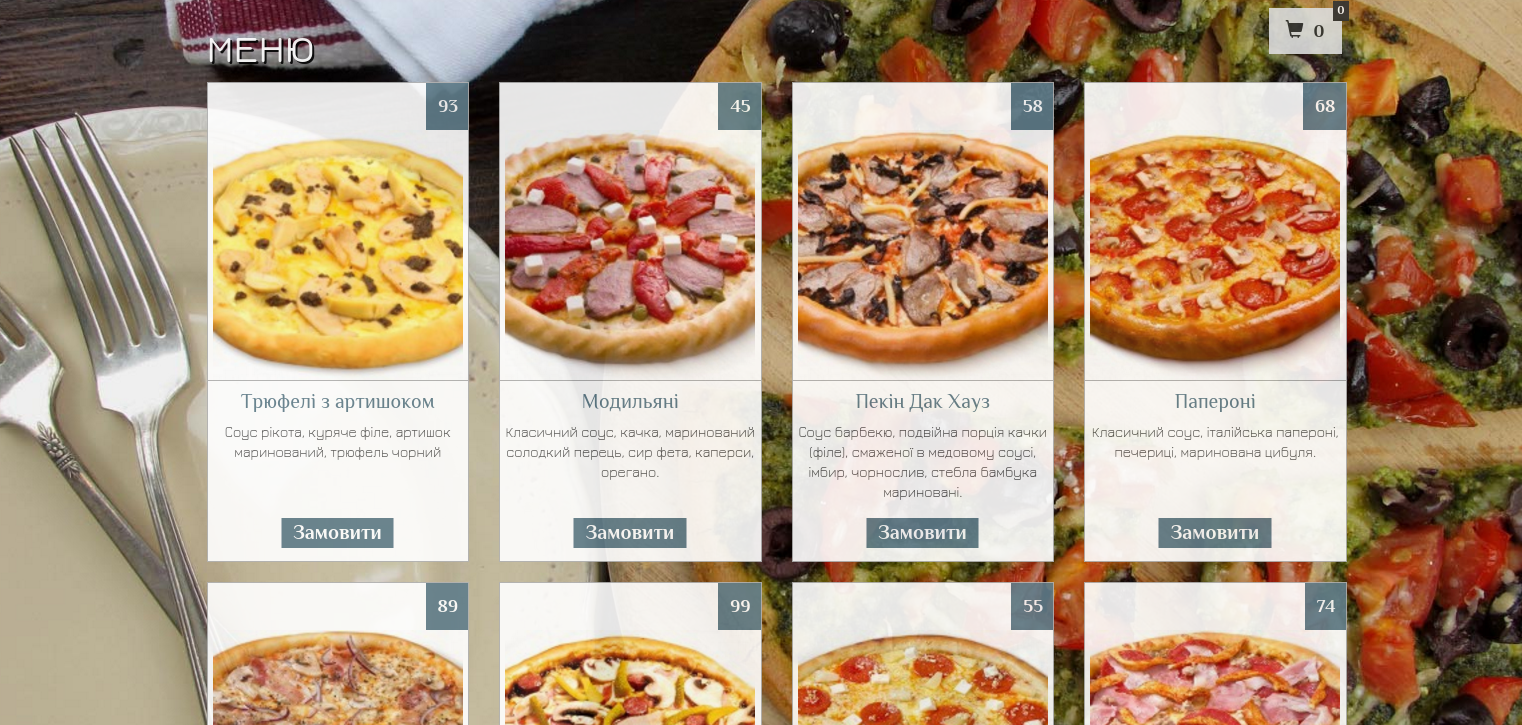 0
0
МЕНЮ
93
45
58
68
Трюфелі з артишоком
Соус рікота, куряче філе, артишок
маринований, трюфель чорний
Замовити
Модильяні
Класичний соус, качка, маринований
солодкий перець, сир фета, каперси,
орегано.
Замовити
Пекін Дак Хауз
Соус барбекю, подвійна порція качки
(філе), смаженої в медовому соусі,
імбир, чорнослив, стебла бамбука
мариновані.
Замовити
Папероні
Класичний соус, італійська папероні,
печериці, маринована цибуля.
Замовити
89
99
55
74